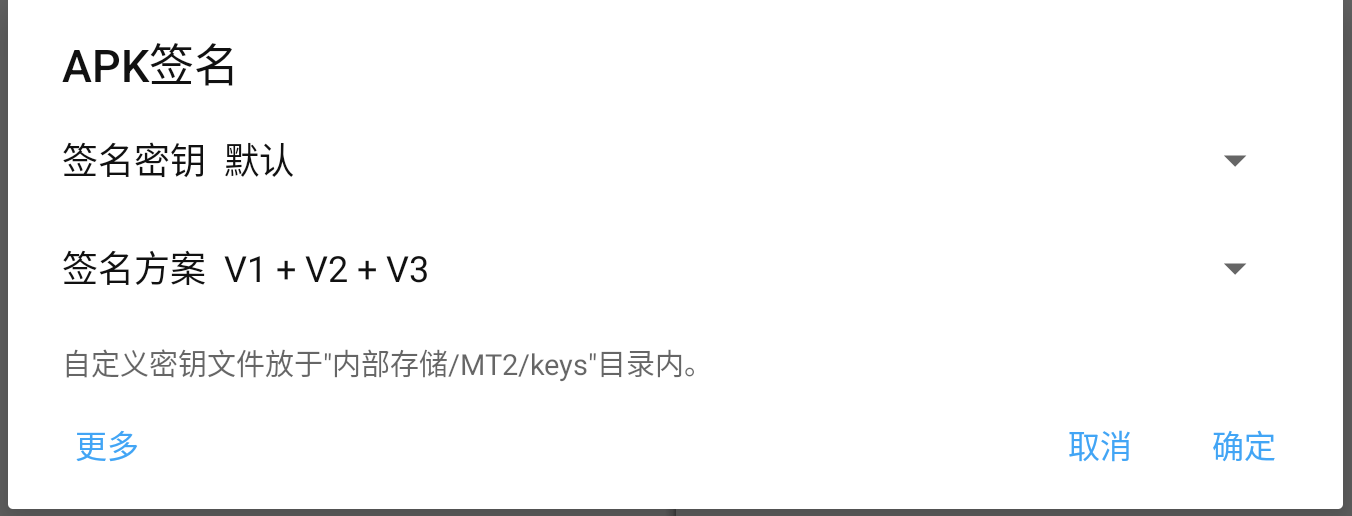 APK签名
签名密钥 默认
签名方案 V1 + V2 + V3
自定义密钥文件放于"内部存储/MT2/keys"目录内。
更多 取消 确定